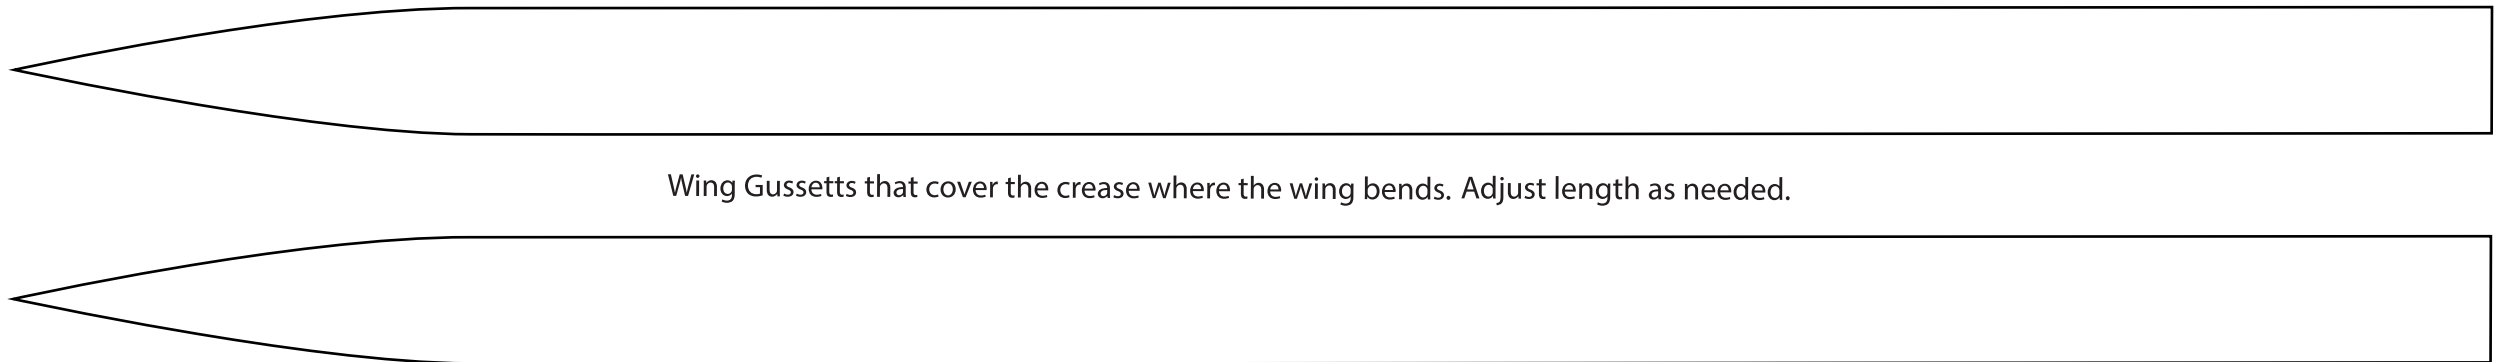 Wing Gussetts that cover the crease where the wing bends. Adjust length as needed.